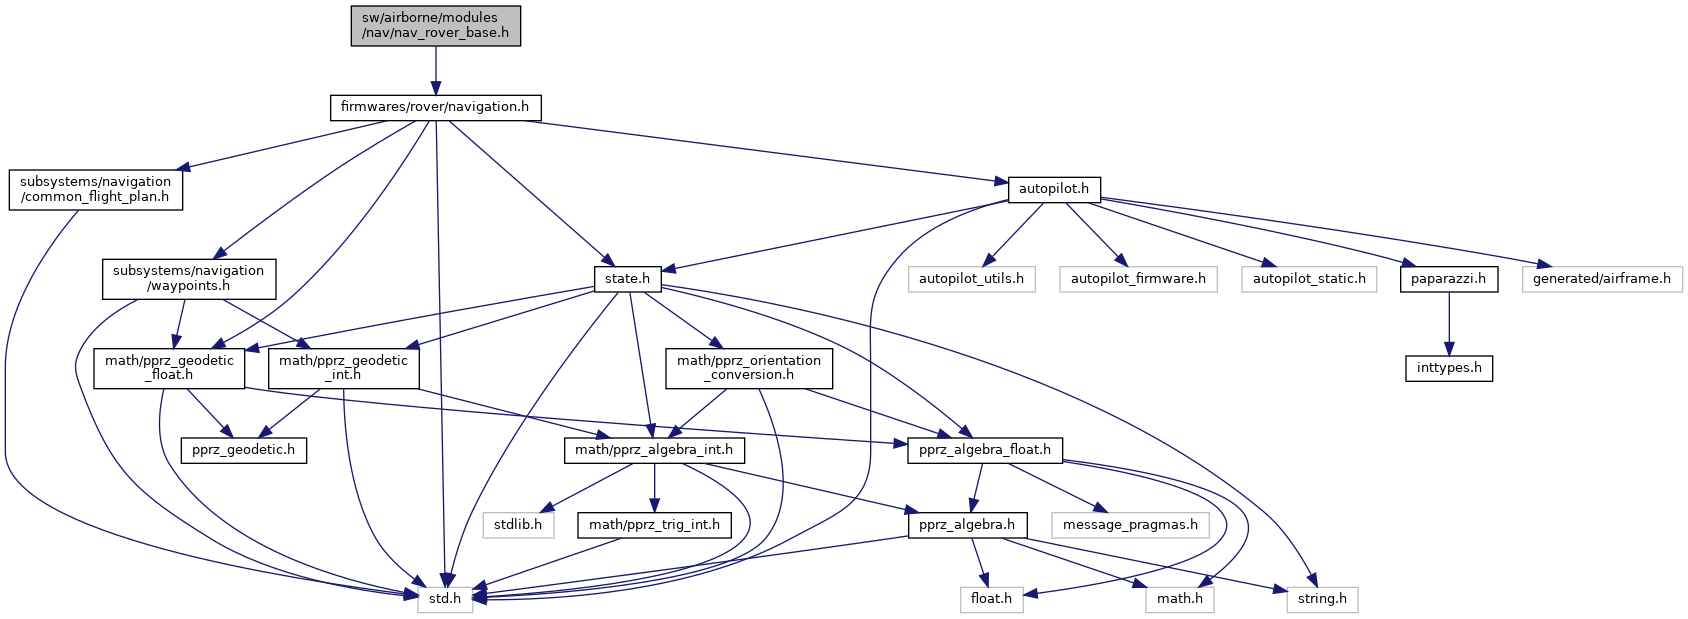 sw/airborne/modules
/nav/nav_rover_base.h
firmwares/rover/navigation.h
subsystems/navigation
/common_flight_plan.h
autopilot.h
subsystems/navigation
/waypoints.h
state.h
autopilot_utils.h
autopilot_firmware.h
autopilot_static.h
paparazzi.h
generated/airframe.h
math/pprz_geodetic
_float.h
math/pprz_geodetic
_int.h
math/pprz_orientation
_conversion.h
inttypes.h
pprz_geodetic.h
math/pprz_algebra_int.h
pprz_algebra_float.h
stdlib.h
math/pprz_trig_int.h
pprz_algebra.h
message_pragmas.h
std.h
float.h
math.h
string.h